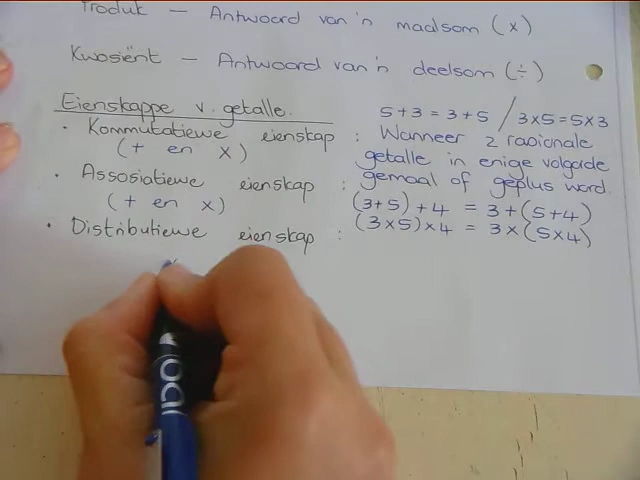 Produk - Antwoord van 'n maalsom (x)
Kwosiënt - Antwoord van 'n deelsom (÷)
Eienskappe v. getalle.
5+3 = 3+5 / 3x5 = 5x3
• Kommutatiewe eienskap : Wanneer 2 rasionale
(+ en x) getalle in enige volgorde
gemaal of geplus word.
• Assosiatiewe eienskap :
(+ en x) (3+5)+4 = 3+(5+4)
(3x5)x4 = 3x(5x4)
• Distributiewe eienskap :